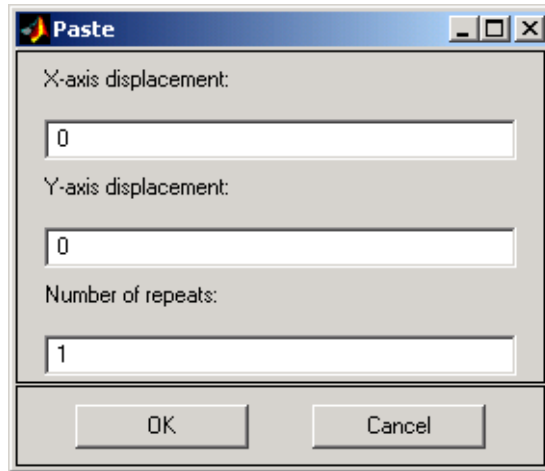 Paste
X-axis displacement:
0
Y-axis displacement:
0
Number of repeats:
1
OK Cancel